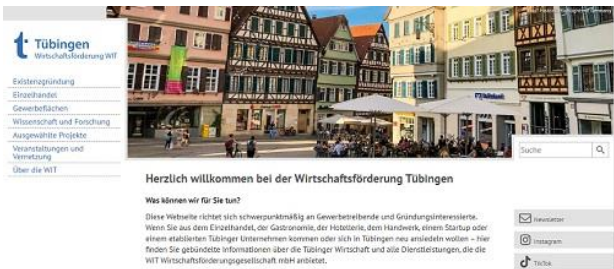 Tübingen
Wirtschaftsförderung WIT
Existenzgründung
Einzelhandel
Gewerbeflächen
Wissenschaft und Forschung
Ausgewählte Projekte
Veranstaltungen und
Vernetzung
Über die WIT
Suche
Herzlich willkommen bei der Wirtschaftsförderung Tübingen
Was können wir für Sie tun?
Diese Webseite richtet sich schwerpunktmäßig an Gewerbetreibende und Gründungsinteressierte.
Wenn Sie aus dem Einzelhandel, der Gastronomie, der Hotellerie, dem Handwerk, einem Startup oder
einem etablierten Tübinger Unternehmen kommen oder sich in Tübingen neu ansiedeln wollen – hier
finden Sie gebündelte Informationen über die Tübinger Wirtschaft und alle Dienstleistungen, die die
WIT Wirtschaftsförderungsgesellschaft mbH anbietet.
Newsletter
Instagram
TikTok